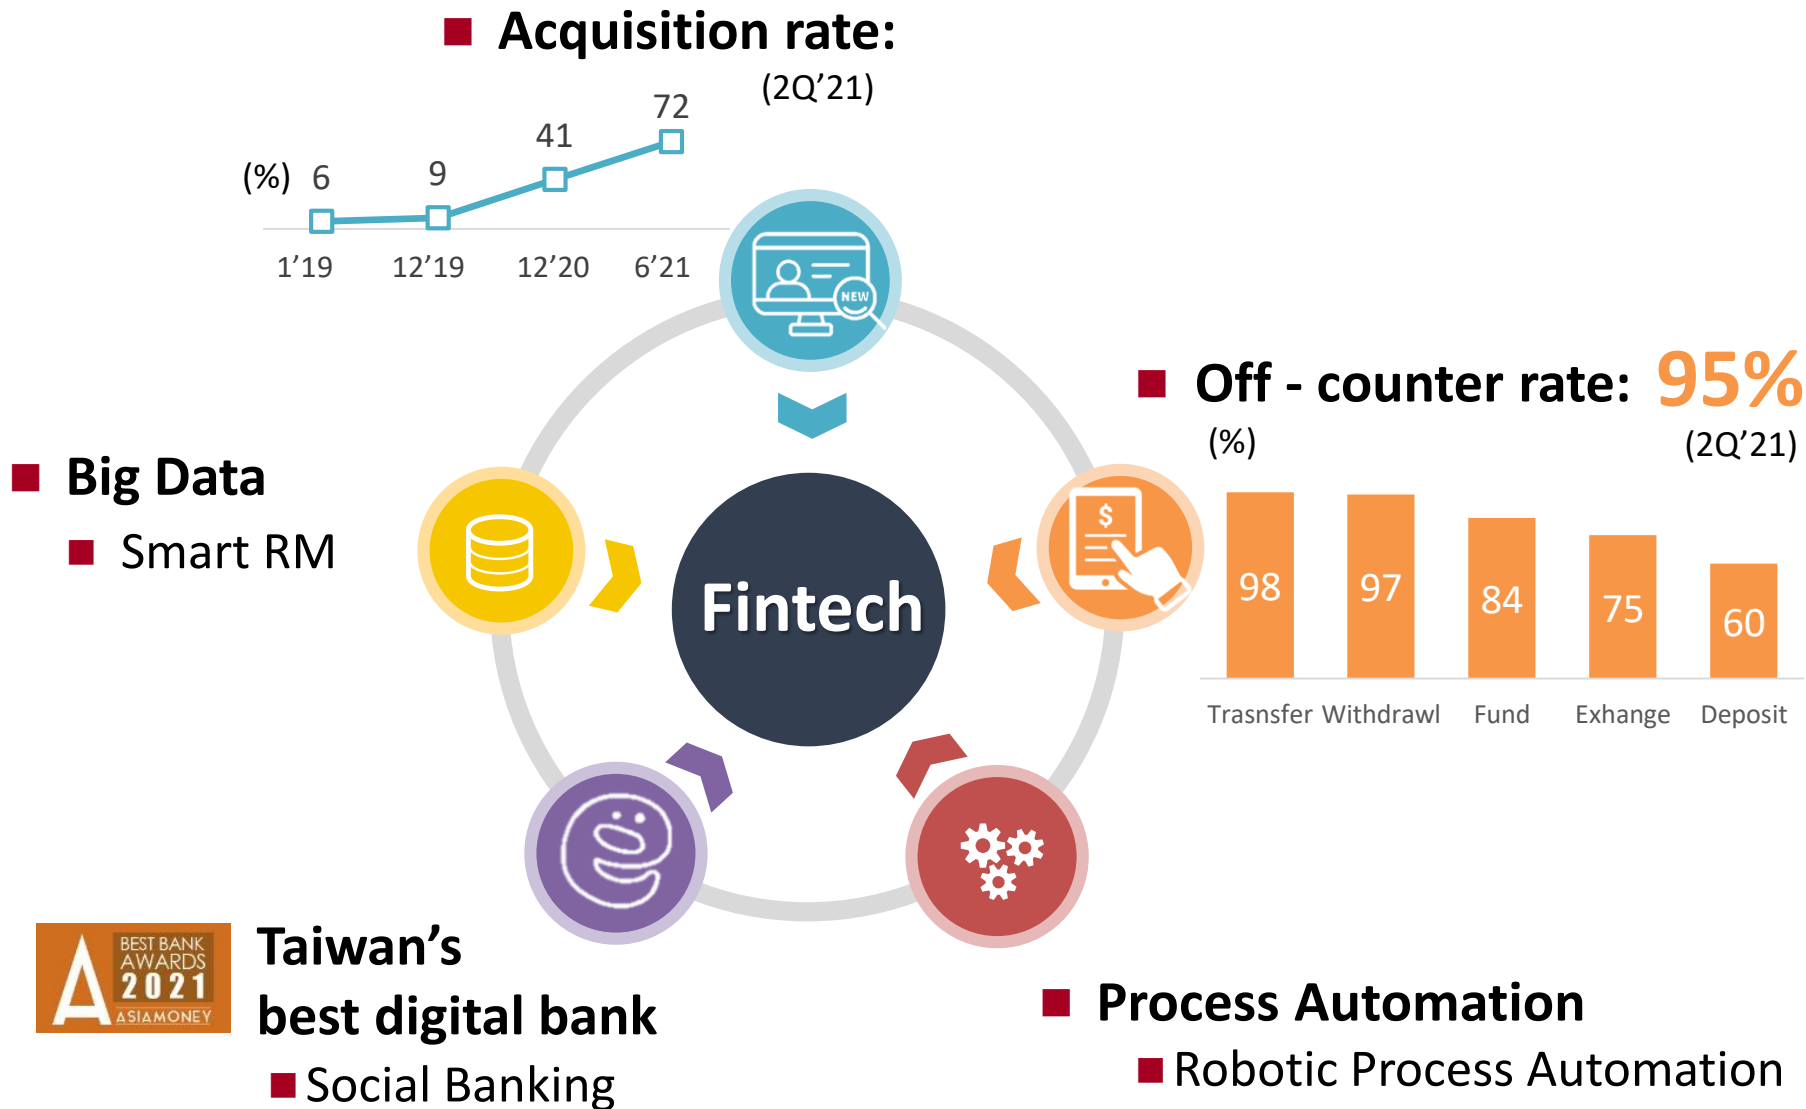 Acquisition rate:
(2Q’21)
(%) 6 9 41 72
1’19 12’19 12’20 6’21
NEW
Off - counter rate: 95%
(%) (2Q’21)
$
98 97 84 75 60
Trasnsfer Withdrawl Fund Exhange Deposit
Big Data
Smart RM
Fintech
A
BEST BANK
AWARDS
2021
ASIAMONEY
Taiwan’s
best digital bank
Social Banking
Process Automation
Robotic Process Automation